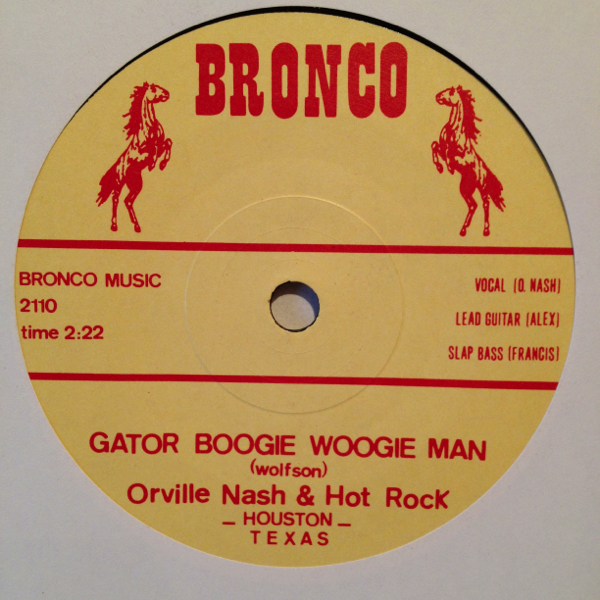 BRONCO
BRONCO MUSIC
2110
time 2:22
VOCAL (O. NASH)
LEAD GUITAR (ALEX)
SLAP BASS (FRANCIS)
GATOR BOOGIE WOOGIE MAN
(wolfson)
Orville Nash & Hot RocK
_ HOUSTON _
TEXAS